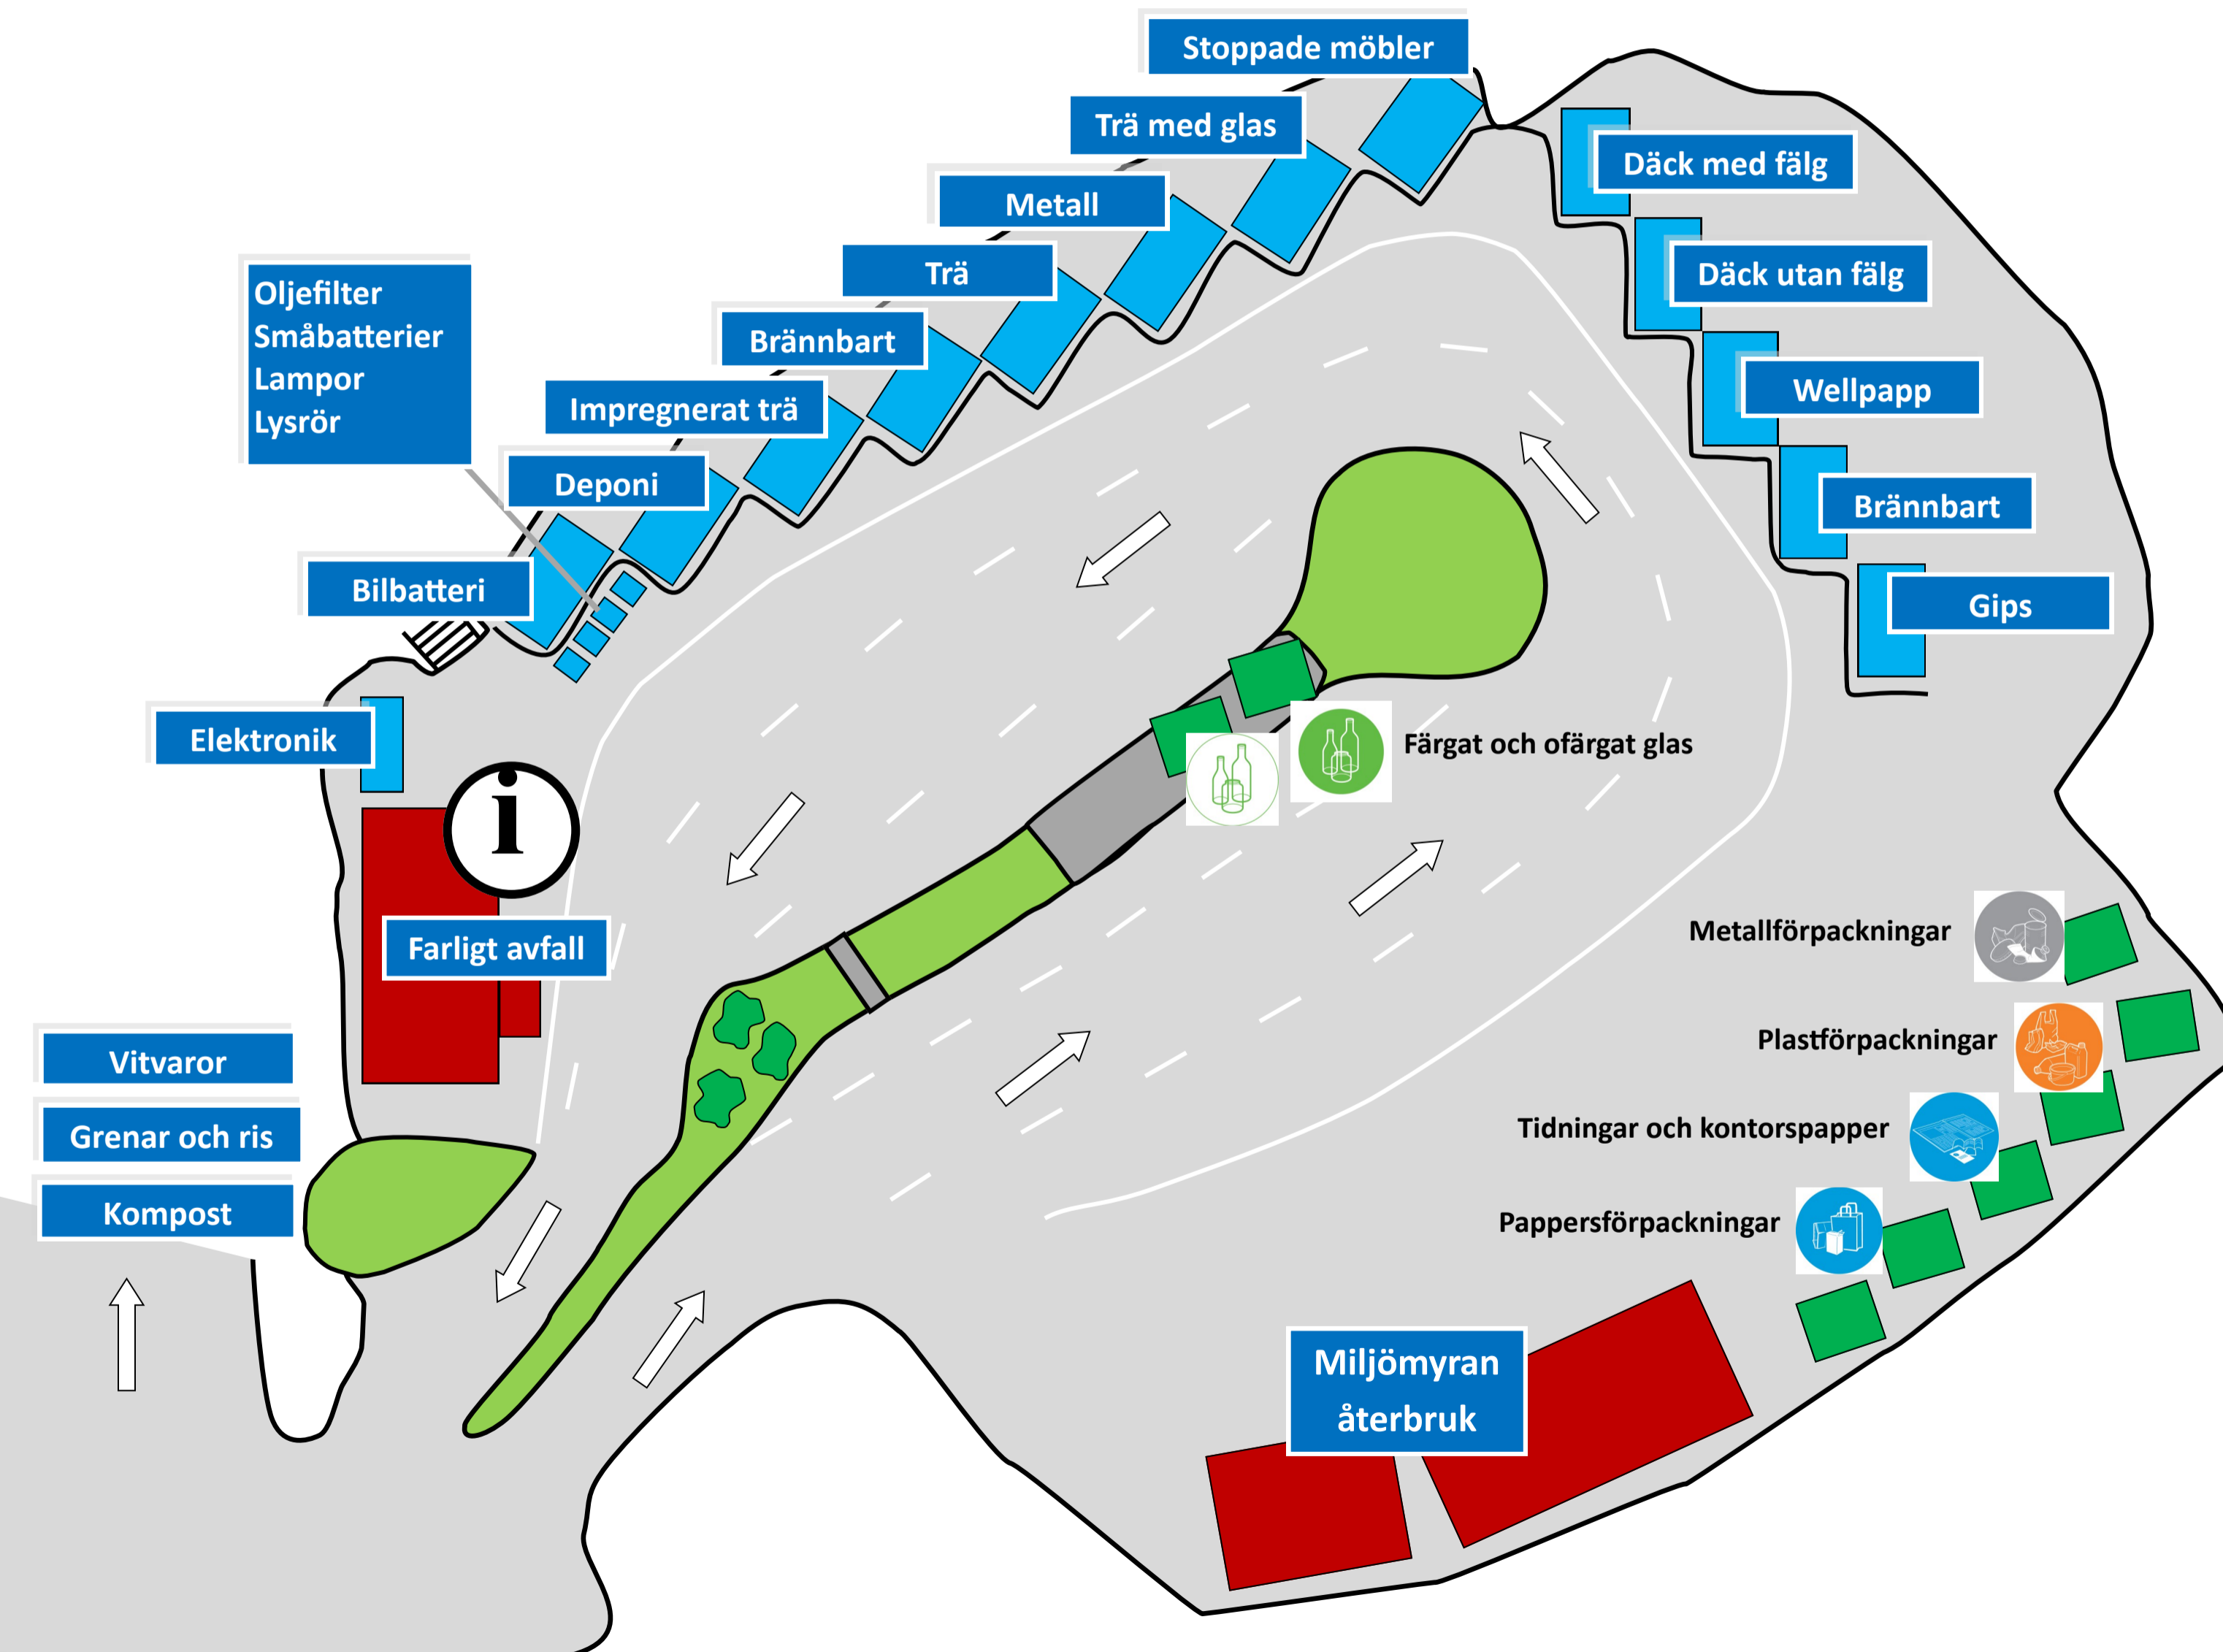 Stoppade möbler
Trä med glas
Däck med fälg
Metall
Trä
Däck utan fälg
Oljefilter
Småbatterier
Lampor
Lysrör
Brännbart
Wellpapp
Impregnerat trä
Deponi
Brännbart
Bilbatteri
Gips
Elektronik
Färgat och ofärgat glas
i
Farligt avfall
Metallförpackningar
Plastförpackningar
Vitvaror
Grenar och ris
Tidningar och kontorspapper
Kompost
Pappersförpackningar
Miljömyran
återbruk